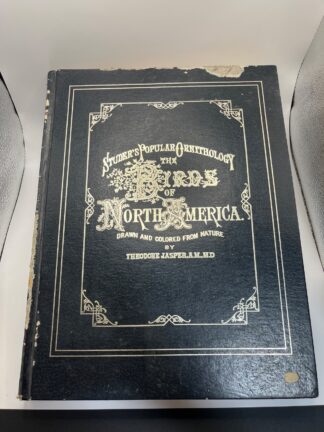 STUDER'S POPULAR ORNITHOLOGY
THE
BIRDS
OF
NORTH AMERICA.
DRAWN AND COLORED FROM NATURE
BY
THEODORE JASPER, A.M., M.D